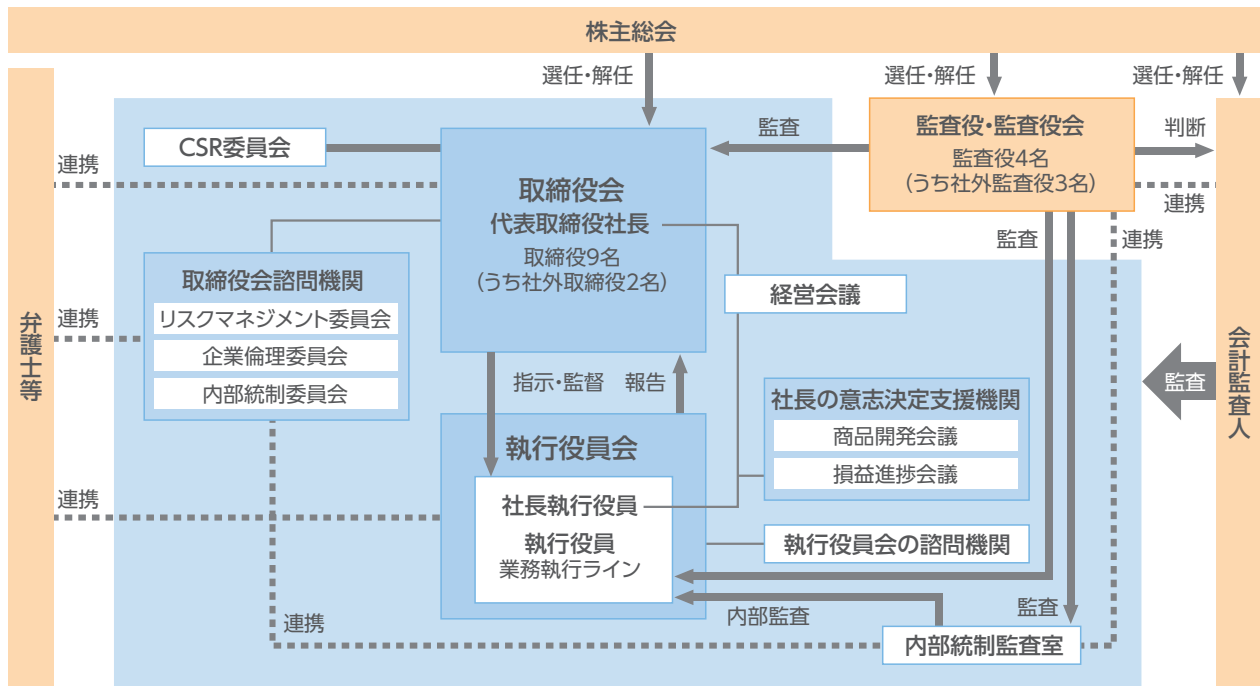 株主総会
選任・解任
選任・解任
選任・解任
CSR委員会
監査
監査役・監査役会
監査役4名
(うち社外監査役3名)
判断
連携
連携
取締役会
代表取締役社長
取締役9名
(うち社外取締役2名)
監査
連携
取締役会諮問機関
リスクマネジメント委員会
企業倫理委員会
内部統制委員会
経営会議
弁護士等
連携
会計監査人
監査
指示・監督
報告
社長の意志決定支援機関
商品開発会議
損益進捗会議
執行役員会
連携
社長執行役員
執行役員
業務執行ライン
執行役員会の諮問機関
連携
内部監査
監査
内部統制監査室